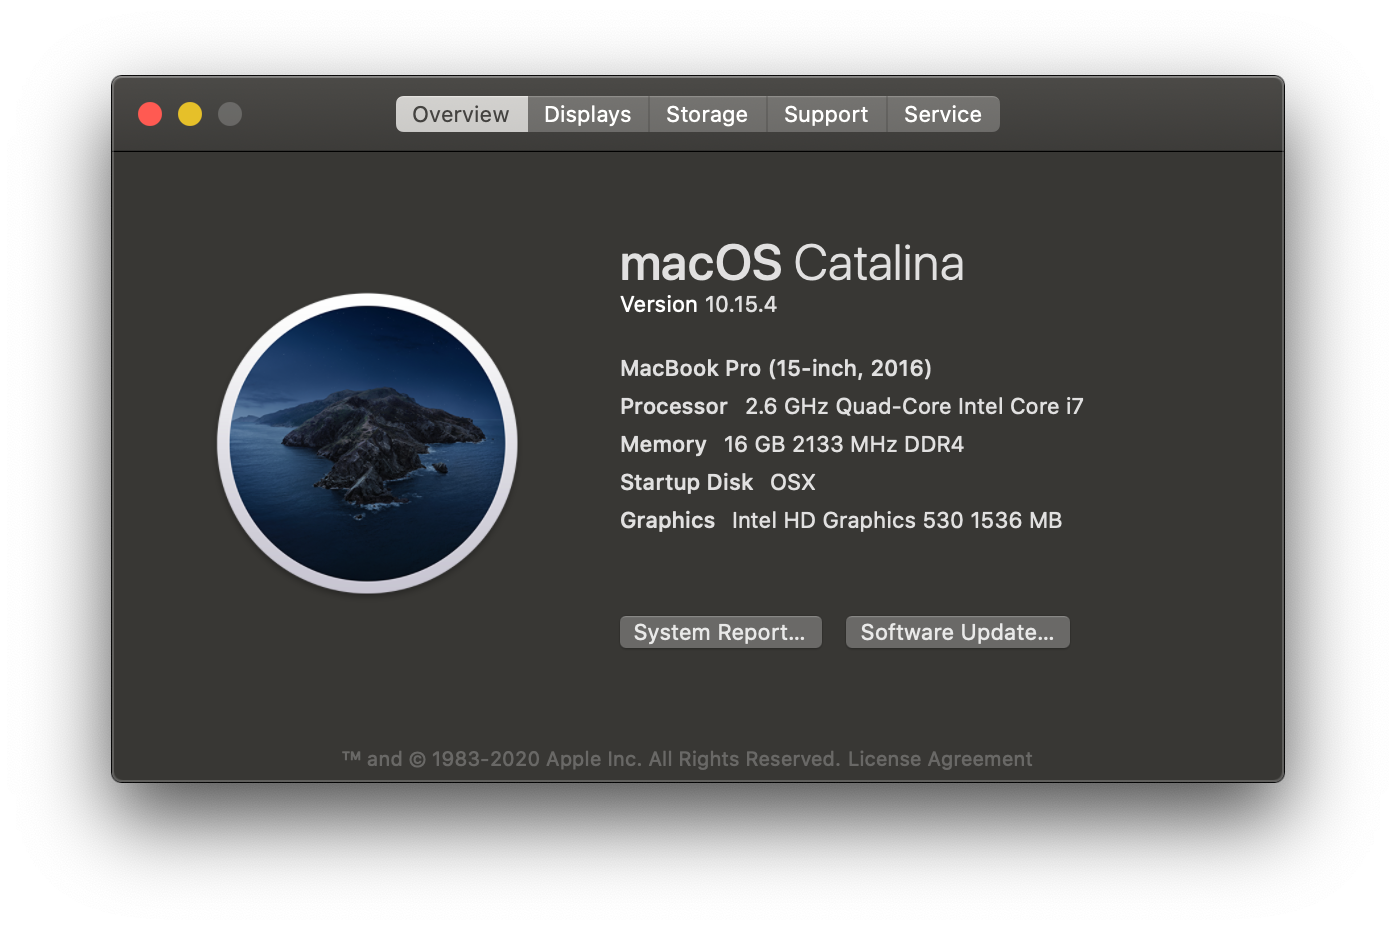 Overview Displays Storage Support Service
macOS Catalina
Version 10.15.4
MacBook Pro (15-inch, 2016)
Processor 2.6 GHz Quad-Core Intel Core i7
Memory 16 GB 2133 MHz DDR4
Startup Disk OSX
Graphics Intel HD Graphics 530 1536 MB
System Report... Software Update...
™ and © 1983-2020 Apple Inc. All Rights Reserved. License Agreement